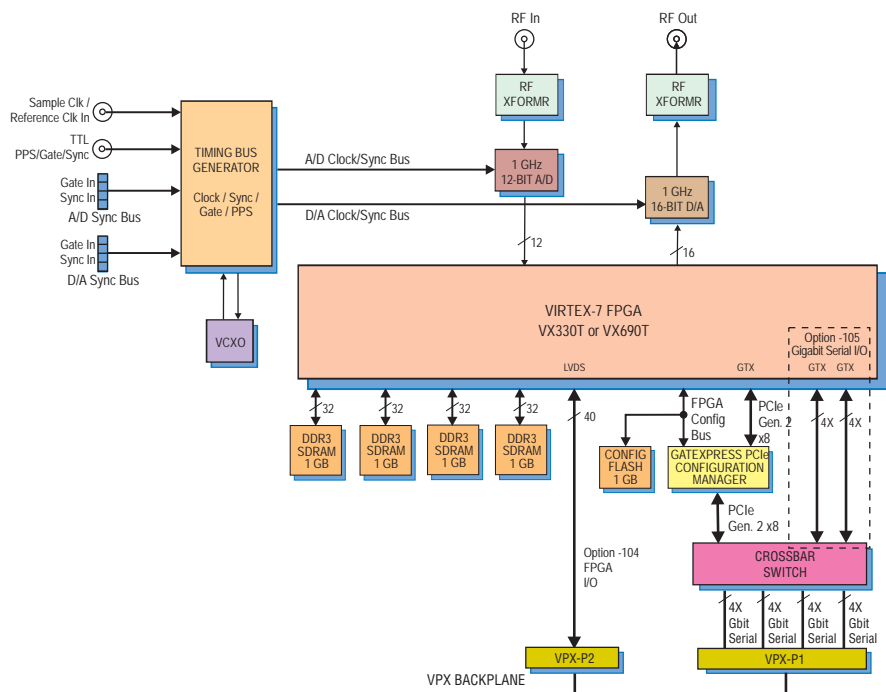 RF In
RF Out
RF
XFORMR
RF
XFORMR
Sample Clk /
Reference Clk In
TTL
PPS/Gate/Sync
Gate In
Sync In
A/D Sync Bus
Gate In
Sync In
D/A Sync Bus
TIMING BUS
GENERATOR
Clock / Sync /
Gate / PPS
VCXO
A/D Clock/Sync Bus
D/A Clock/Sync Bus
1 GHz
12-BIT A/D
1 GHz
16-BIT D/A
12
16
VIRTEX-7 FPGA
VX330T or VX690T
LVDS
GTX
Option -105
Gigabit Serial I/O
GTX
GTX
32
32
32
32
40
DDR3
SDRAM
1 GB
DDR3
SDRAM
1 GB
DDR3
SDRAM
1 GB
DDR3
SDRAM
1 GB
FPGA
Config
Bus
PCIe
Gen. 2
x8
4X
4X
CONFIG
FLASH
1 GB
GATEXPRESS PCIe
CONFIGURATION
MANAGER
PCIe
Gen. 2 x8
Option -104
FPGA
I/O
CROSSBAR
SWITCH
4X
Gbit
Serial
4X
Gbit
Serial
4X
Gbit
Serial
4X
Gbit
Serial
VPX-P2
VPX-P1
VPX BACKPLANE